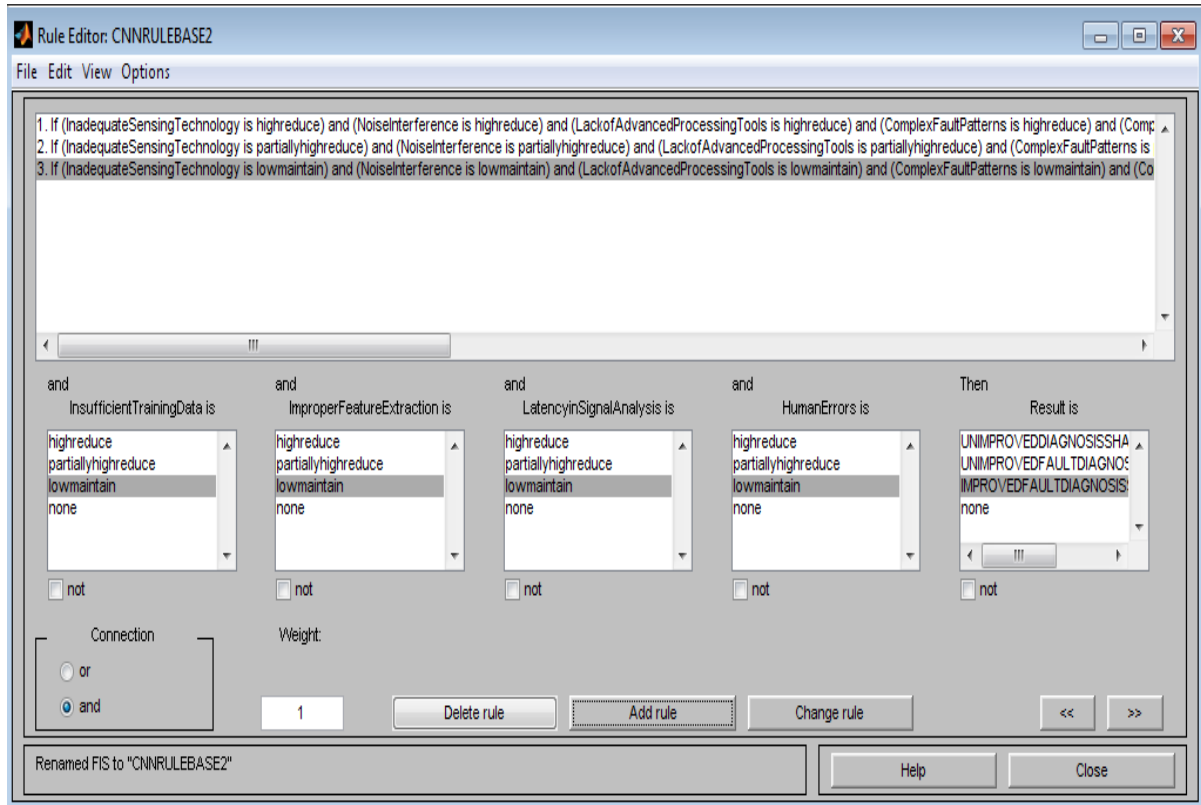 Rule Editor: CNNRULEBASE2
File Edit View Options
1. If (InadequateSensingTechnology is highreduce) and (NoiseInterference is highreduce) and (LackofAdvancedProcessingTools is highreduce) and (ComplexFaultPatterns is highreduce) and (Comp
2. If (InadequateSensingTechnology is partiallyhighreduce) and (NoiseInterference is partiallyhighreduce) and (LackofAdvancedProcessingTools is partiallyhighreduce) and (ComplexFaultPatterns is
3. If (InadequateSensingTechnology is lowmaintain) and (NoiseInterference is lowmaintain) and (LackofAdvancedProcessingTools is lowmaintain) and (ComplexFaultPatterns is lowmaintain) and (Co
and and and and Then
InsufficientTrainingData is ImproperFeatureExtraction is LatencyinSignalAnalysis is HumanErrors is Result is
highreduce highreduce highreduce highreduce UNIMPROVEDDIAGNOSISSHA
partiallyhighreduce partiallyhighreduce partiallyhighreduce partiallyhighreduce UNIMPROVEDFAULTDIAGNOS
lowmaintain lowmaintain lowmaintain lowmaintain IMPROVEDFAULTDIAGNOSIS
none none none none none
not not not not not
Connection Weight:
or
and 1 Delete rule Add rule Change rule << >>
Renamed FIS to "CNNRULEBASE2" Help Close